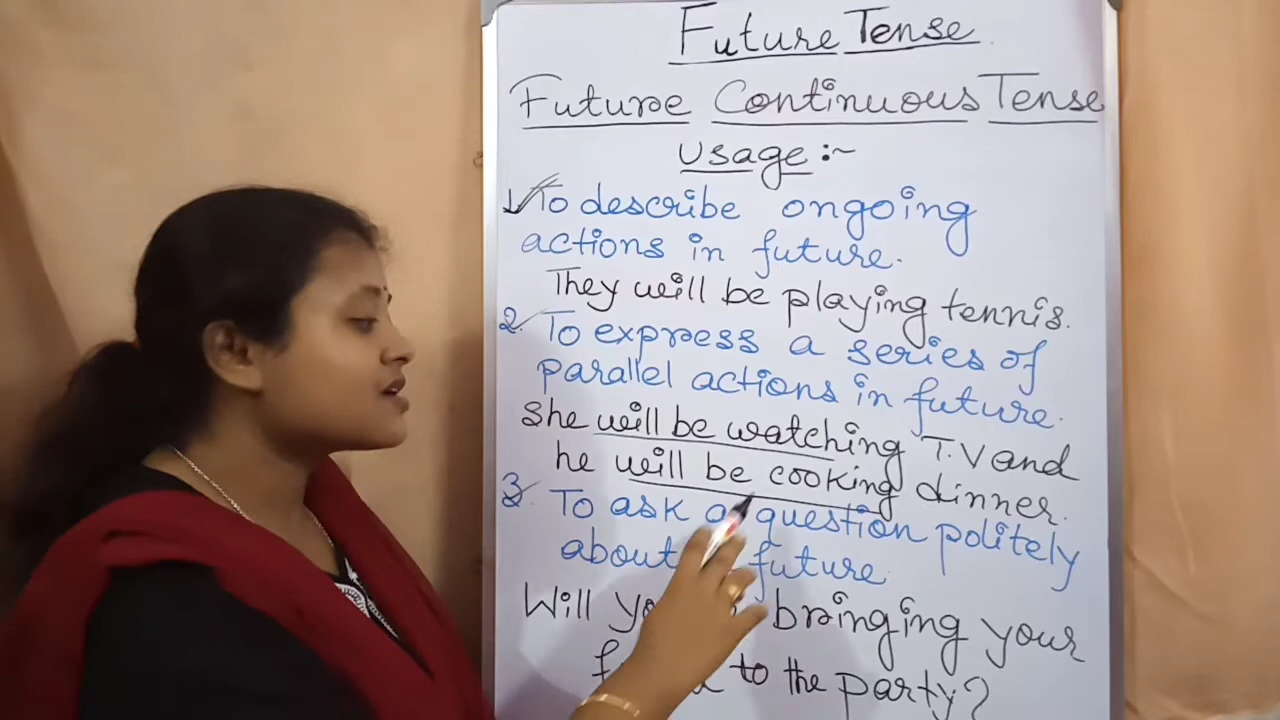 Future Tense
Future Continuous Tense
Usage :~
1. To describe ongoing
actions in future.
They will be playing tennis.
2. To express a series of
parallel actions in future.
She will be watching T.V and
he will be cooking dinner.
3. To ask a question politely
about future
Will bringing your
to the party?